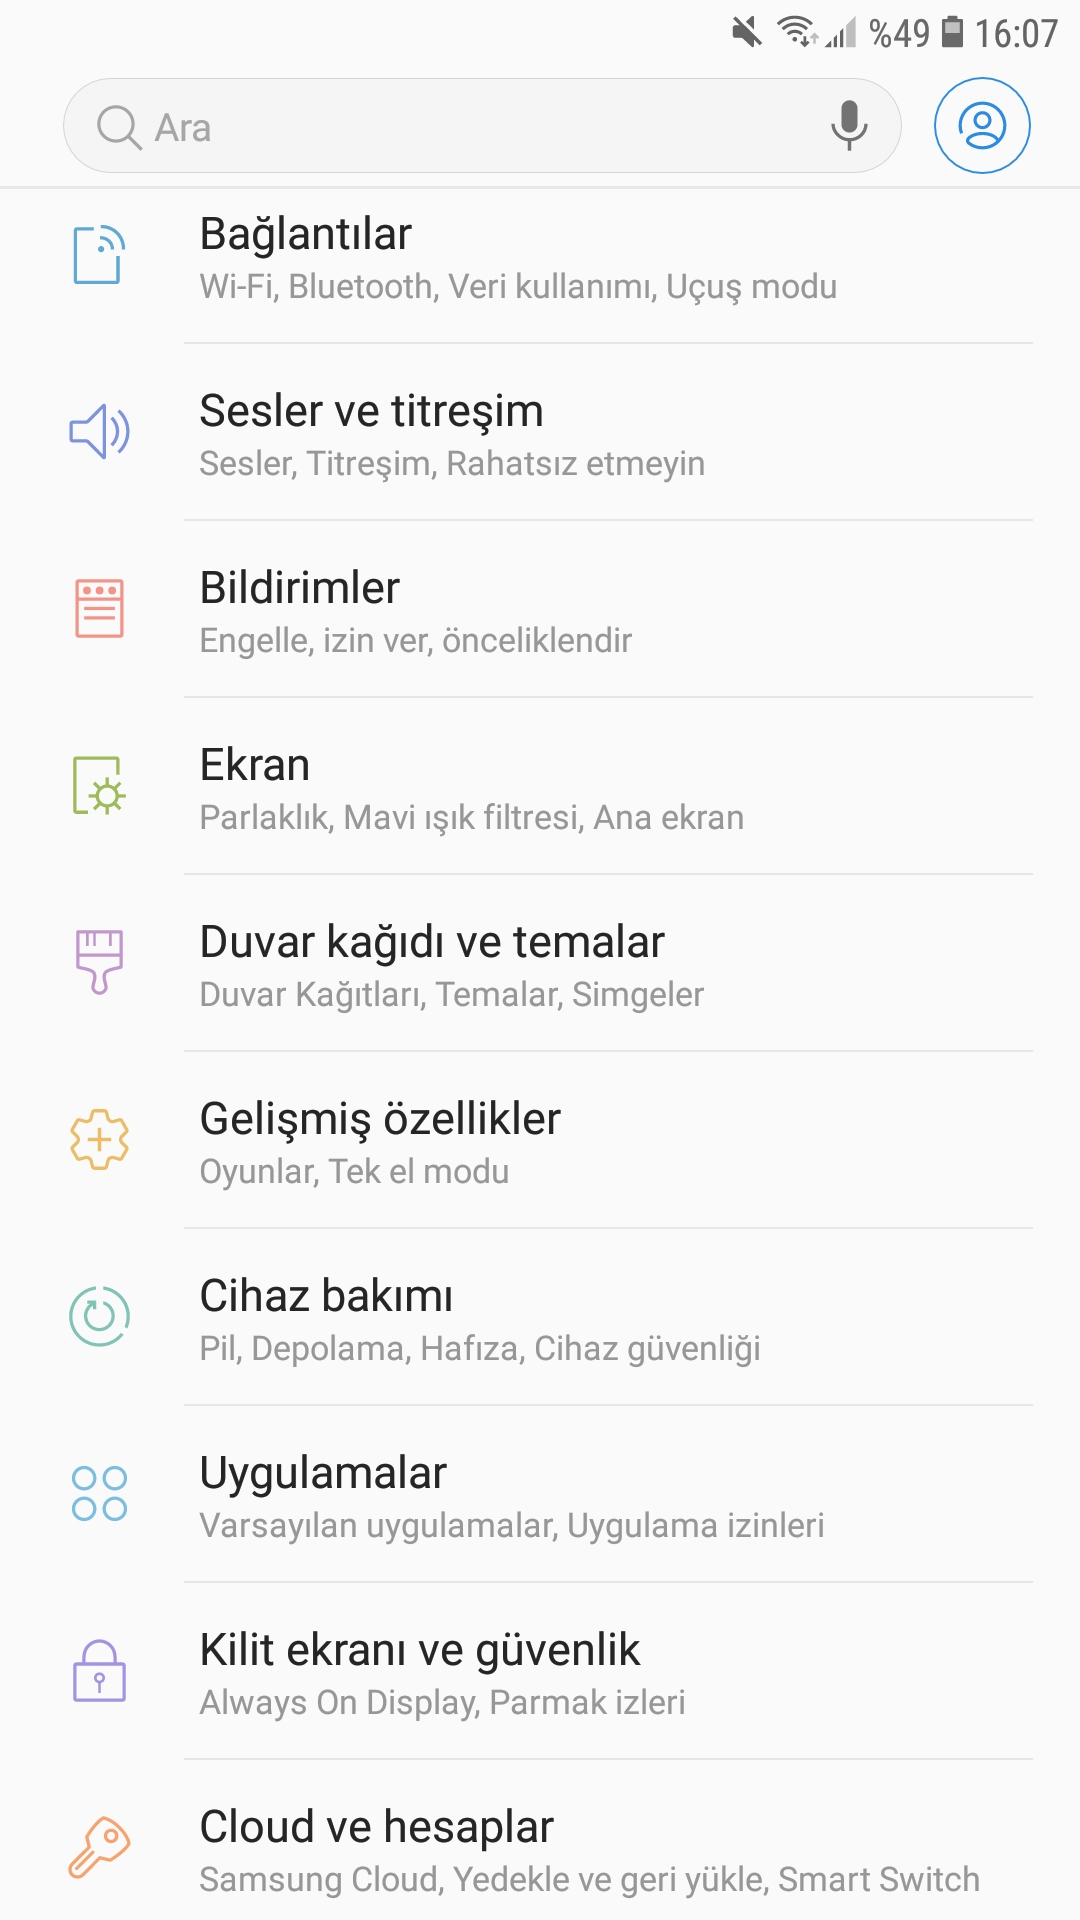 %49 16:07
Ara
Bağlantılar
Wi-Fi, Bluetooth, Veri kullanımı, Uçuş modu
Sesler ve titreşim
Sesler, Titreşim, Rahatsız etmeyin
Bildirimler
Engelle, izin ver, önceliklendir
Ekran
Parlaklık, Mavi ışık filtresi, Ana ekran
Duvar kağıdı ve temalar
Duvar Kağıtları, Temalar, Simgeler
Gelişmiş özellikler
Oyunlar, Tek el modu
Cihaz bakımı
Pil, Depolama, Hafıza, Cihaz güvenliği
Uygulamalar
Varsayılan uygulamalar, Uygulama izinleri
Kilit ekranı ve güvenlik
Always On Display, Parmak izleri
Cloud ve hesaplar
Samsung Cloud, Yedekle ve geri yükle, Smart Switch